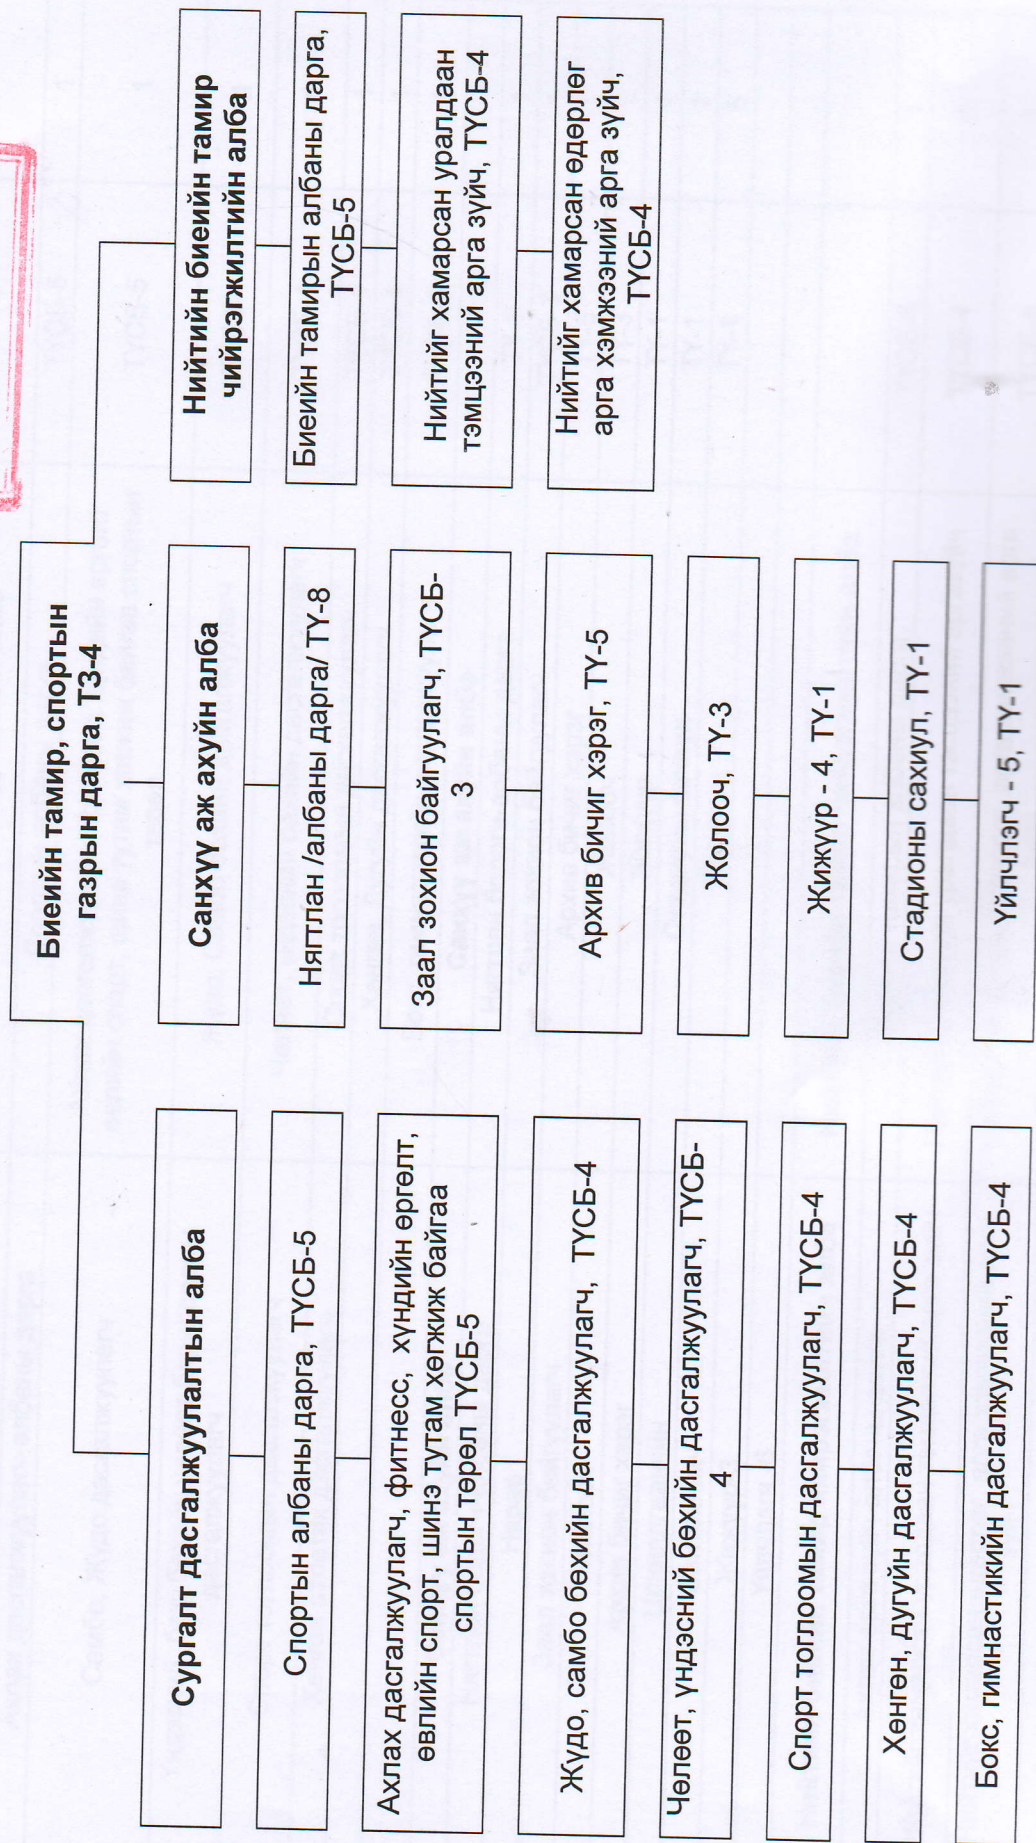 Биеийн тамир, спортын
газрын дарга, ТЗ-4
Сургалт дасгалжуулалтын алба
Спортын албаны дарга, ТҮСБ-5
Ахлах дасгалжуулагч, фитнесс, хүндийн өргөлт,
өвлийн спорт, шинэ тутам хөгжиж байгаа
спортын төрөл ТҮСБ-5
Жүдо, самбо бөхийн дасгалжуулагч, ТҮСБ-4
Чөлөөт, үндэсний бөхийн дасгалжуулагч, ТҮСБ-
4
Спорт тоглоомын дасгалжуулагч, ТҮСБ-4
Хөнгөн, дугуйн дасгалжуулагч, ТҮСБ-4
Бокс, гимнастикийн дасгалжуулагч, ТҮСБ-4
Санхүү аж ахуйн алба
Нягтлан /албаны дарга/ ТҮ-8
Заал зохион байгуулагч, ТҮСБ-
3
Архив бичиг хэрэг, ТҮ-5
Жолооч, ТҮ-3
Жижүүр - 4, ТҮ-1
Стадионы сахиул, ТҮ-1
Үйлчлэгч - 5, ТҮ-1
Нийтийн биеийн тамир
чийрэгжилтийн алба
Биеийн тамирын албаны дарга,
ТҮСБ-5
Нийтийг хамарсан уралдаан
тэмцээний арга зүйч, ТҮСБ-4
Нийтийг хамарсан өдөрлөг
арга хэмжээний арга зүйч,
ТҮСБ-4